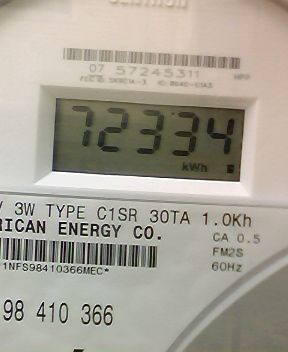 07 57245311 HPP
72334
kWh
V 3W TYPE C1SR 30TA 1.0Kh
RICAN ENERGY CO. CA 0.5
FM2S
1NFS98410366MEC* 60Hz
98 410 366